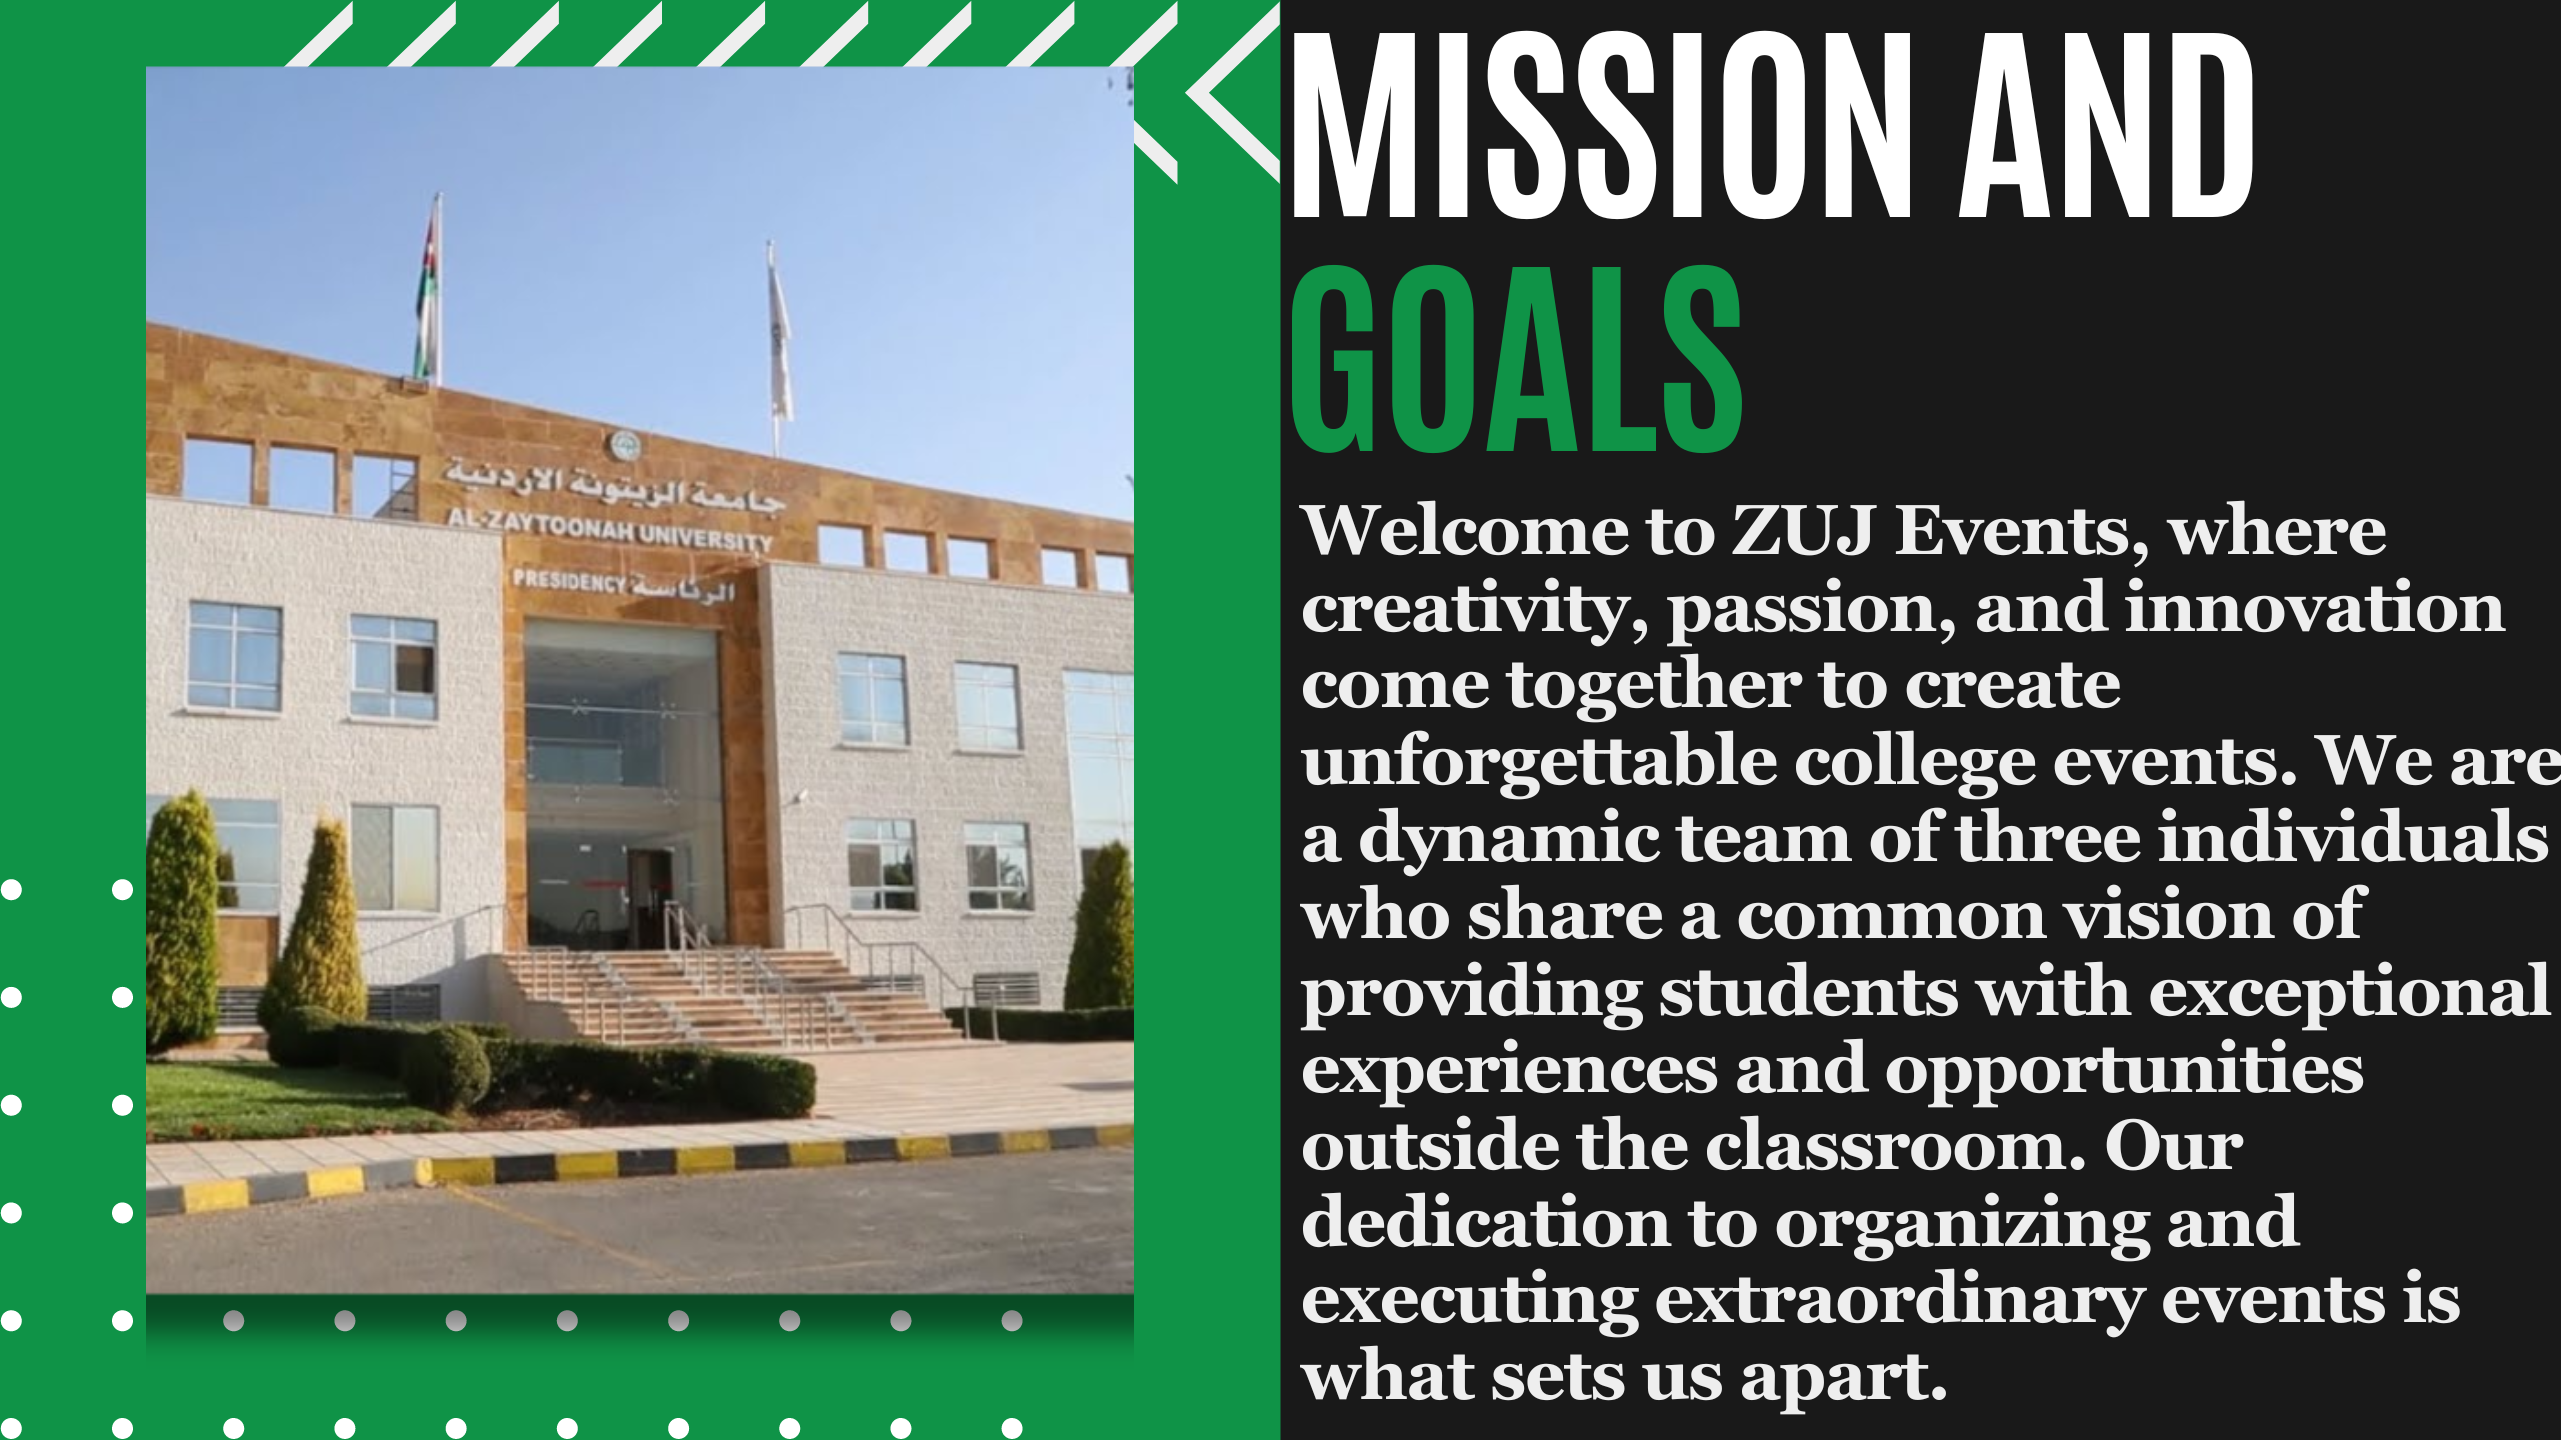 MISSION AND
GOALS
جامعة الزيتونة الاردنية
AL-ZAYTOONAH UNIVERSITY
PRESIDENCY الرئاسة
Welcome to ZUJ Events, where
creativity, passion, and innovation
come together to create
unforgettable college events. We are
a dynamic team of three individuals
who share a common vision of
providing students with exceptional
experiences and opportunities
outside the classroom. Our
dedication to organizing and
executing extraordinary events is
what sets us apart.